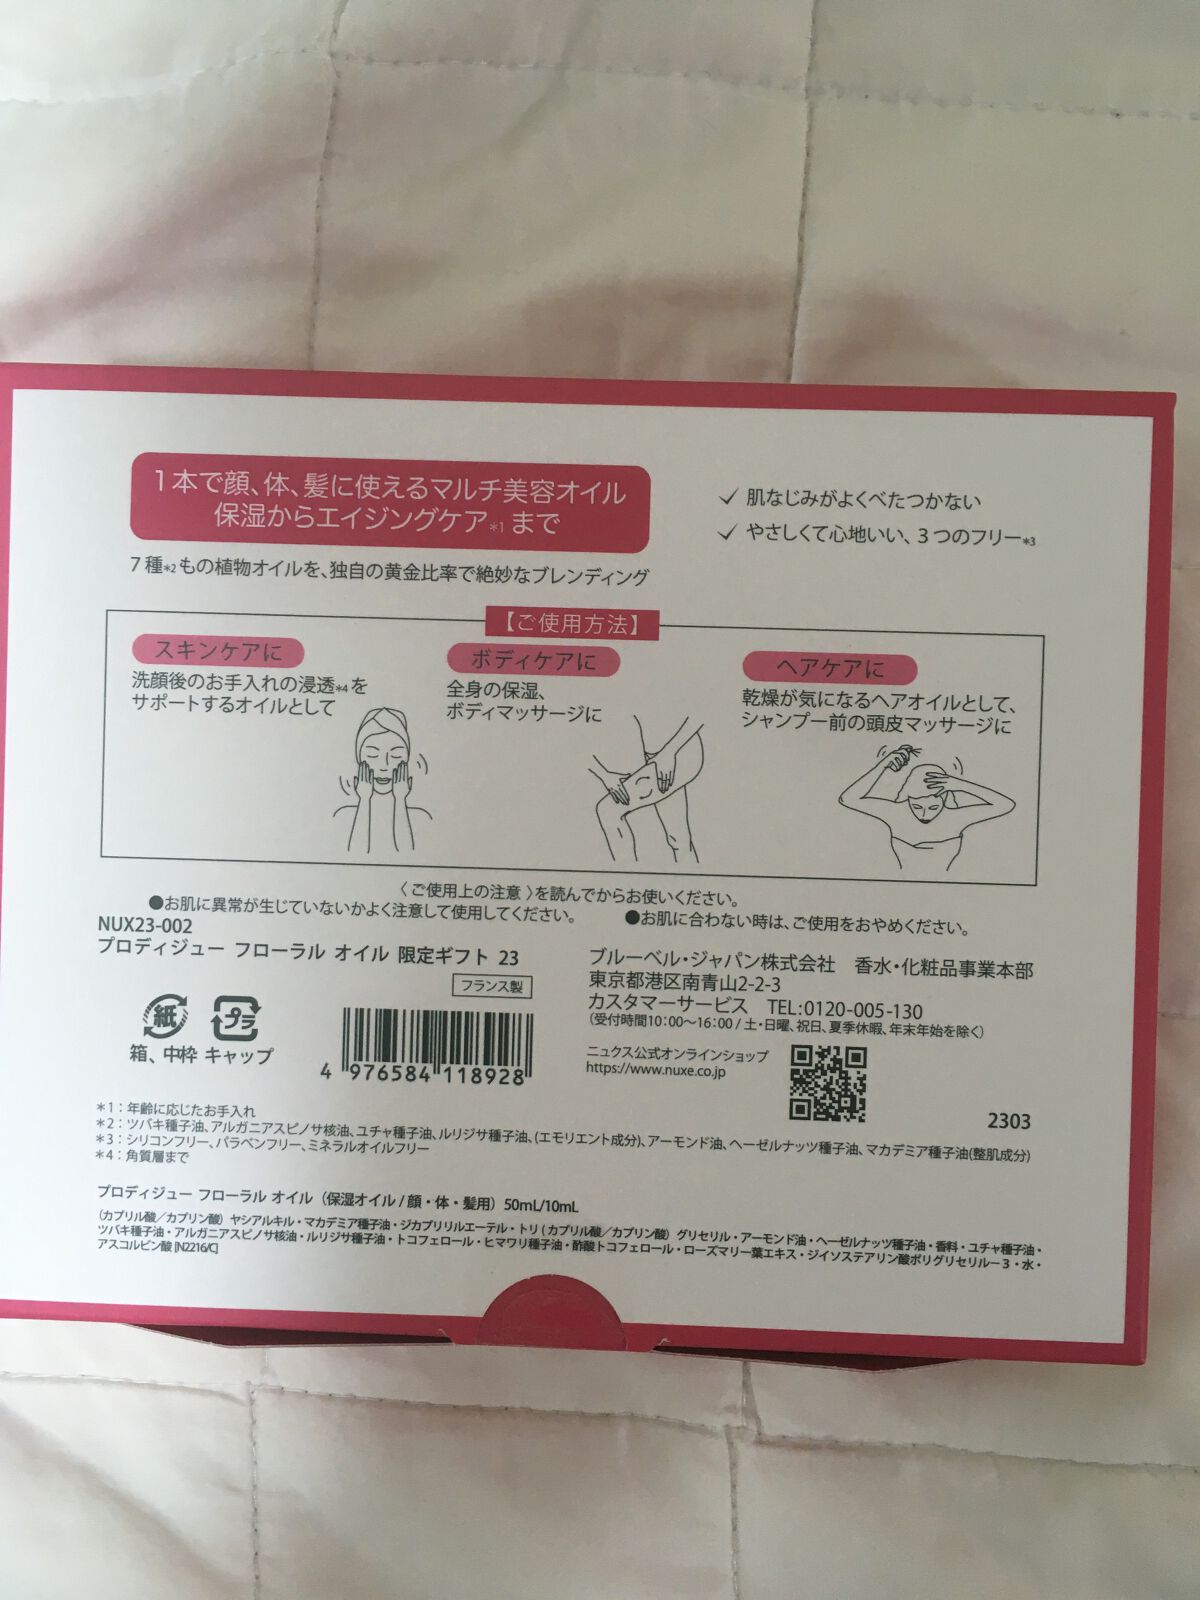 1本で顔、体、髪に使えるマルチ美容オイル
保湿からエイジングケア*1 まで
7種*2もの植物オイルを、独自の黄金比率で絶妙なブレンディング
✓ 肌なじみがよくべたつかない
✓ やさしくて心地いい、3つのフリー*3
【ご使用方法】
スキンケアに
洗顔後のお手入れの浸透*4を
サポートするオイルとして
ボディケアに
全身の保湿、
ボディマッサージに
ヘアケアに
乾燥が気になるヘアオイルとして、
シャンプー前の頭皮マッサージに
〈ご使用上の注意〉を読んでからお使いください。
●お肌に異常が生じていないかよく注意して使用してください。 ●お肌に合わない時は、ご使用をおやめください。
NUX23-002
プロディジュー フローラル オイル 限定ギフト 23
フランス製
紙 プラ
箱、中枠 キャップ
4 976584 118928
ブルーベル・ジャパン株式会社 香水・化粧品事業本部
東京都港区南青山2-2-3
カスタマーサービス TEL:0120-005-130
(受付時間10:00〜16:00 / 土・日曜、祝日、夏季休暇、年末年始を除く)
ニュクス公式オンラインショップ
https://www.nuxe.co.jp
2303
*1：年齢に応じたお手入れ
*2：ツバキ種子油、アルガニアスピノサ核油、ユチャ種子油、ルリジサ種子油、(エモリエント成分)、アーモンド油、ヘーゼルナッツ種子油、マカデミア種子油(整肌成分)
*3：シリコンフリー、パラベンフリー、ミネラルオイルフリー
*4：角質層まで
プロディジュー フローラル オイル（保湿オイル / 顔・体・髪用）50mL/10mL
（カプリル酸／カプリン酸）ヤシアルキル・マカデミア種子油・ジカプリリルエーテル・トリ(カプリル酸／カプリン酸）グリセリル・アーモンド油・ヘーゼルナッツ種子油・香料・ユチャ種子油・
ツバキ種子油・アルガニアスピノサ核油・ルリジサ種子油・トコフェロール・ヒマワリ種子油・酢酸トコフェロール・ローズマリー葉エキス・ジイソステアリン酸ポリグリセリル－3・水・
アスコルビン酸 [N2216/C]